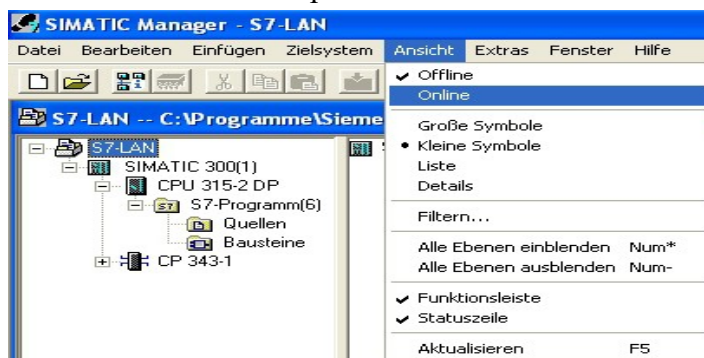 SIMATIC Manager - S7-LAN
Datei Bearbeiten Einfügen Zielsystem Ansicht Extras Fenster Hilfe
S7-LAN -- C:\Programme\Sieme
S7-LAN
SIMATIC 300(1)
CPU 315-2 DP
S7-Programm(6)
Quellen
Bausteine
CP 343-1
Offline
Online
Große Symbole
Kleine Symbole
Liste
Details
Filtern...
Alle Ebenen einblenden Num*
Alle Ebenen ausblenden Num-
Funktionsleiste
Statuszeile
Aktualisieren F5